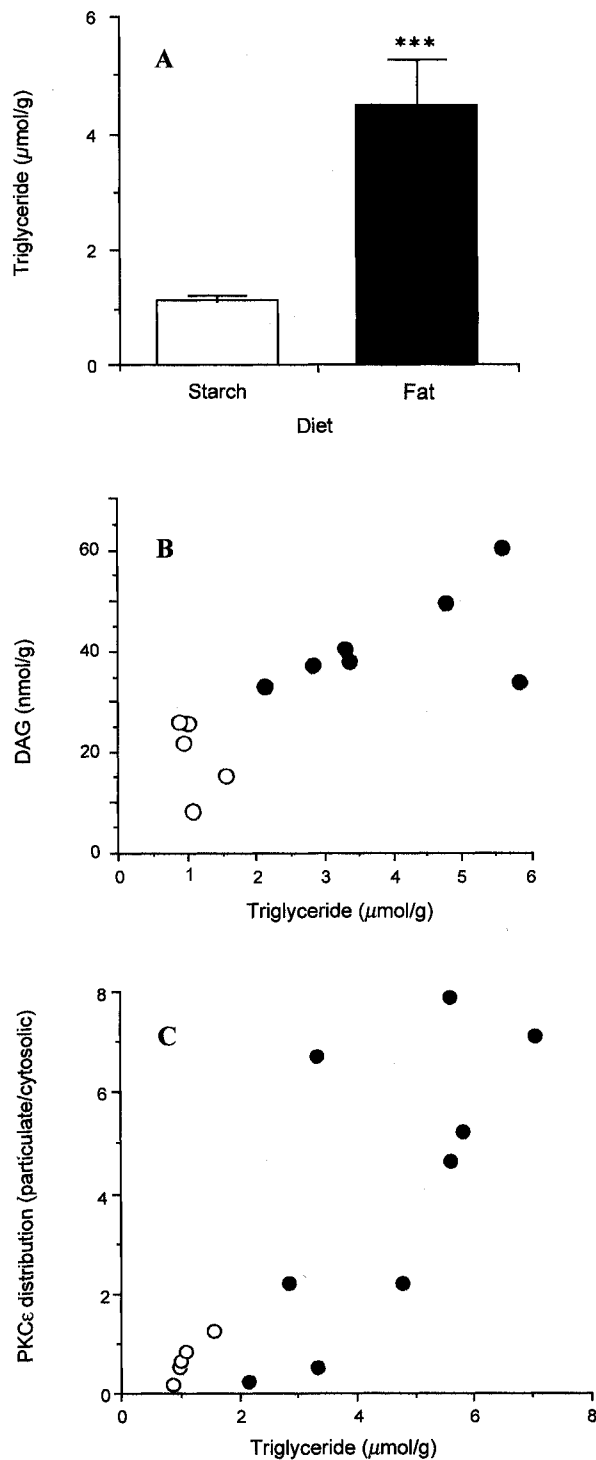 A
***
6
4
2
0
Triglyceride (μmol/g)
Starch
Fat
Diet
B
60
40
20
0
DAG (nmol/g)
0 1 2 3 4 5 6
Triglyceride (μmol/g)
C
8
6
4
2
0
PKCε distribution (particulate/cytosolic)
0 2 4 6 8
Triglyceride (μmol/g)